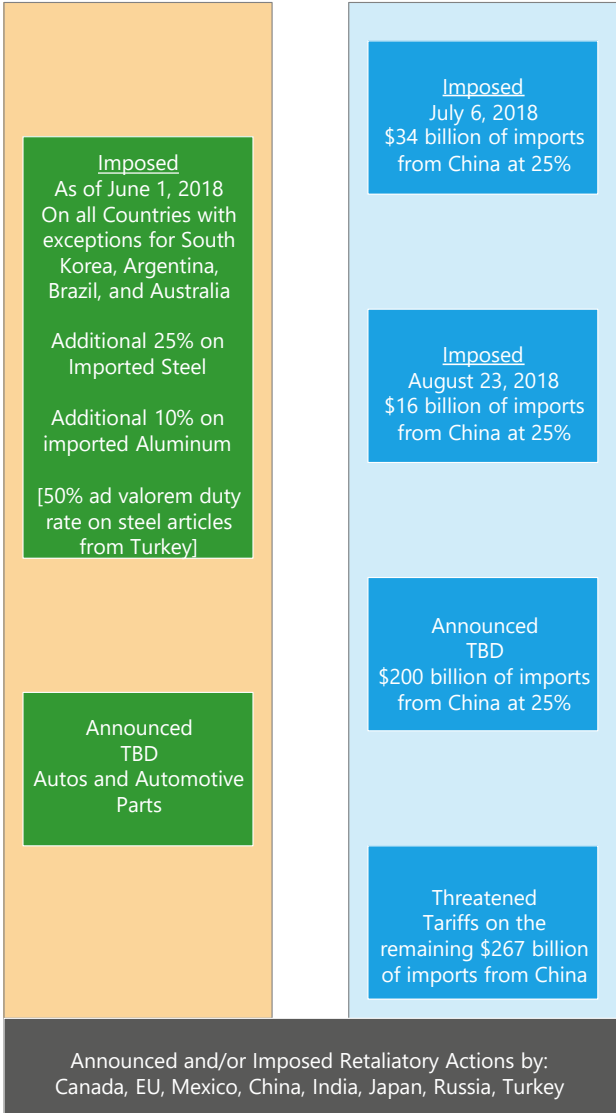 Imposed
As of June 1, 2018
On all Countries with
exceptions for South
Korea, Argentina,
Brazil, and Australia
Additional 25% on
Imported Steel
Additional 10% on
imported Aluminum
[50% ad valorem duty
rate on steel articles
from Turkey]
Announced
TBD
Autos and Automotive
Parts
Imposed
July 6, 2018
$34 billion of imports
from China at 25%
Imposed
August 23, 2018
$16 billion of imports
from China at 25%
Announced
TBD
$200 billion of imports
from China at 25%
Threatened
Tariffs on the
remaining $267 billion
of imports from China
Announced and/or Imposed Retaliatory Actions by:
Canada, EU, Mexico, China, India, Japan, Russia, Turkey